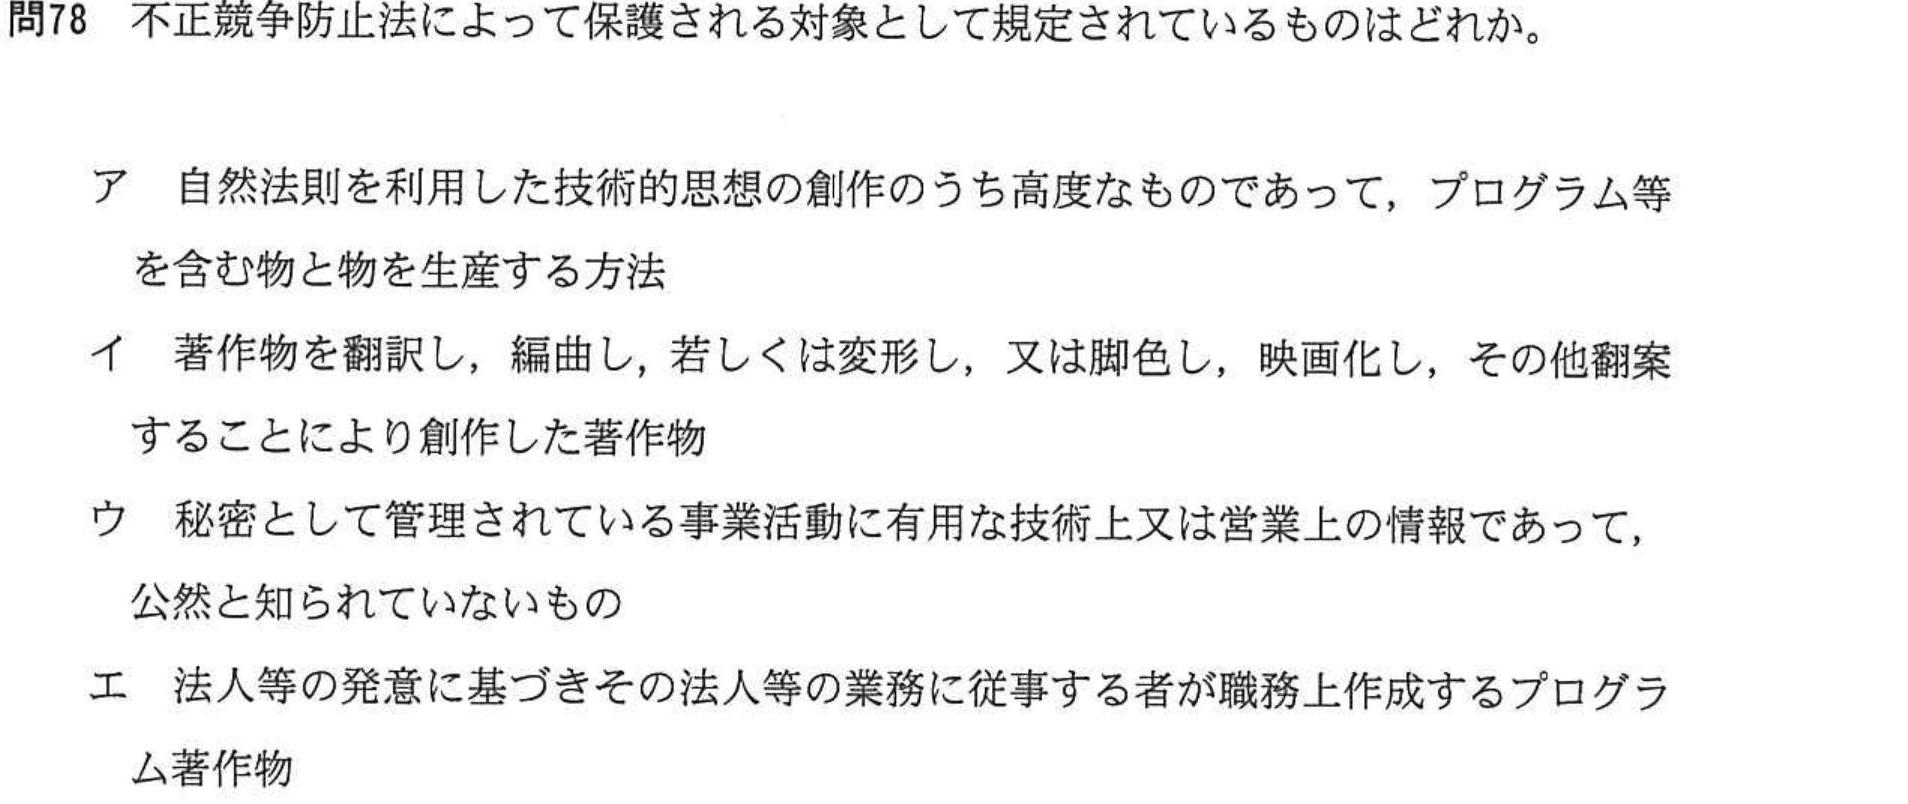 問78　不正競争防止法によって保護される対象として規定されているものはどれか。
ア　自然法則を利用した技術的思想の創作のうち高度なものであって，プログラム等
を含む物と物を生産する方法
イ　著作物を翻訳し，編曲し，若しくは変形し，又は脚色し，映画化し，その他翻案
することにより創作した著作物
ウ　秘密として管理されている事業活動に有用な技術上又は営業上の情報であって，
公然と知られていないもの
エ　法人等の発意に基づきその法人等の業務に従事する者が職務上作成するプログラ
ム著作物